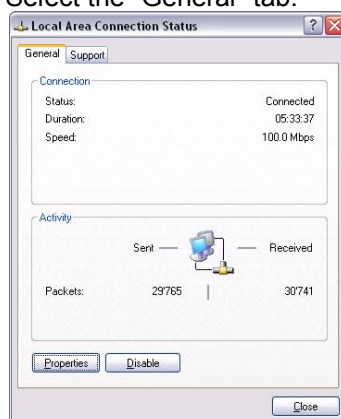 Select the "General" tab.
Local Area Connection Status
General Support
Connection
Status: Connected
Duration: 05:33:37
Speed: 100.0 Mbps
Activity
Sent — — Received
Packets: 29'765 | 30'741
Properties Disable
Close